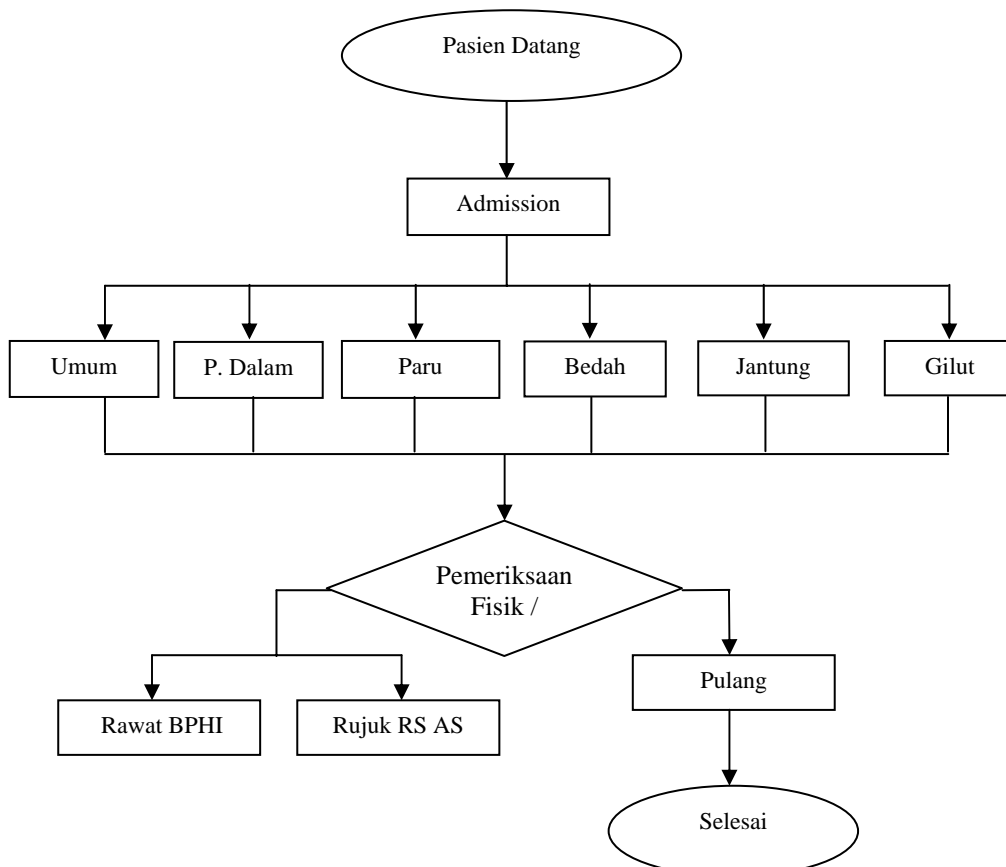 Pasien Datang
Admission
Umum
P. Dalam
Paru
Bedah
Jantung
Gilut
Pemeriksaan
Fisik /
Pulang
Rawat BPHI
Rujuk RS AS
Selesai